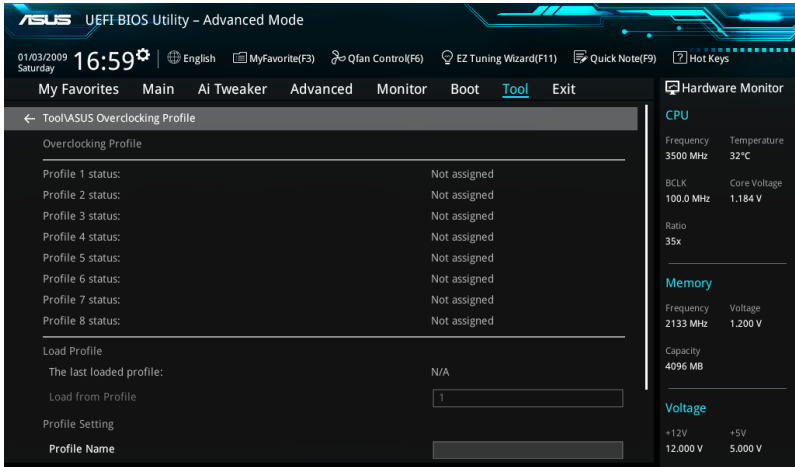 ASUS UEFI BIOS Utility – Advanced Mode
01/03/2009 Saturday 16:59 English MyFavorite(F3) Qfan Control(F6) EZ Tuning Wizard(F11) Quick Note(F9) ? Hot Keys
My Favorites Main Ai Tweaker Advanced Monitor Boot Tool Exit
Hardware Monitor
Tool\ASUS Overclocking Profile
Overclocking Profile
Profile 1 status: Not assigned
Profile 2 status: Not assigned
Profile 3 status: Not assigned
Profile 4 status: Not assigned
Profile 5 status: Not assigned
Profile 6 status: Not assigned
Profile 7 status: Not assigned
Profile 8 status: Not assigned
Load Profile
The last loaded profile: N/A
Load from Profile 1
Profile Setting
Profile Name
CPU
Frequency Temperature
3500 MHz 32°C
BCLK Core Voltage
100.0 MHz 1.184 V
Ratio
35x
Memory
Frequency Voltage
2133 MHz 1.200 V
Capacity
4096 MB
Voltage
+12V +5V
12.000 V 5.000 V